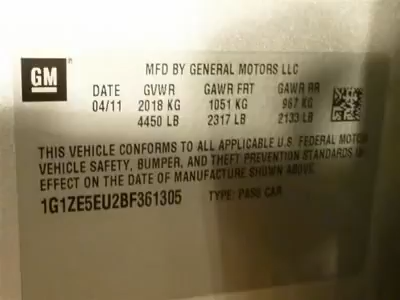 GM
MFD BY GENERAL MOTORS LLC
DATE GVWR GAWR FRT GAWR RR
04/11 2018 KG 1051 KG 967 KG
4450 LB 2317 LB 2133 LB
THIS VEHICLE CONFORMS TO ALL APPLICABLE U.S. FEDERAL MOTOR
VEHICLE SAFETY, BUMPER, AND THEFT PREVENTION STANDARDS IN
EFFECT ON THE DATE OF MANUFACTURE SHOWN ABOVE.
1G1ZE5EU2BF361305 TYPE: PASS CAR